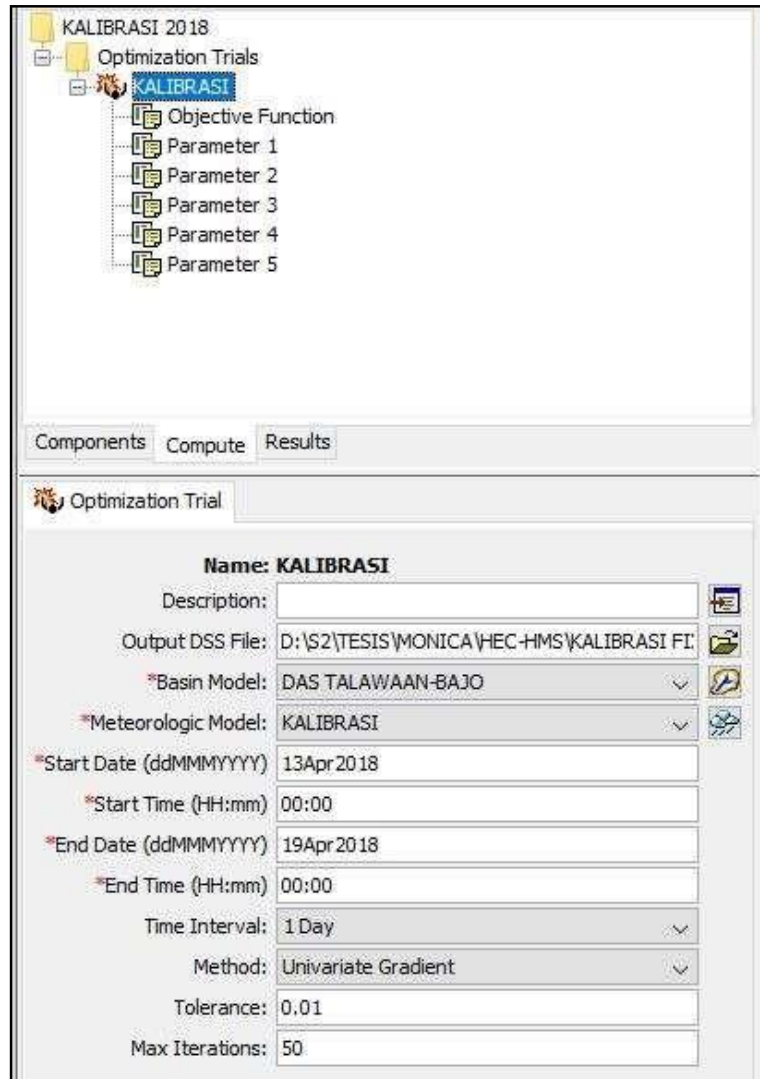 KALIBRASI 2018
Optimization Trials
KALIBRASI
Objective Function
Parameter 1
Parameter 2
Parameter 3
Parameter 4
Parameter 5
Components Compute Results
Optimization Trial
Name: KALIBRASI
Description:
Output DSS File: D:\S2\TESIS\MONICA\HEC-HMS\KALIBRASI FI
*Basin Model: DAS TALAWAAN-BAJO
*Meteorologic Model: KALIBRASI
*Start Date (ddMMMYYYY) 13Apr2018
*Start Time (HH:mm) 00:00
*End Date (ddMMMYYYY) 19Apr2018
*End Time (HH:mm) 00:00
Time Interval: 1 Day
Method: Univariate Gradient
Tolerance: 0.01
Max Iterations: 50